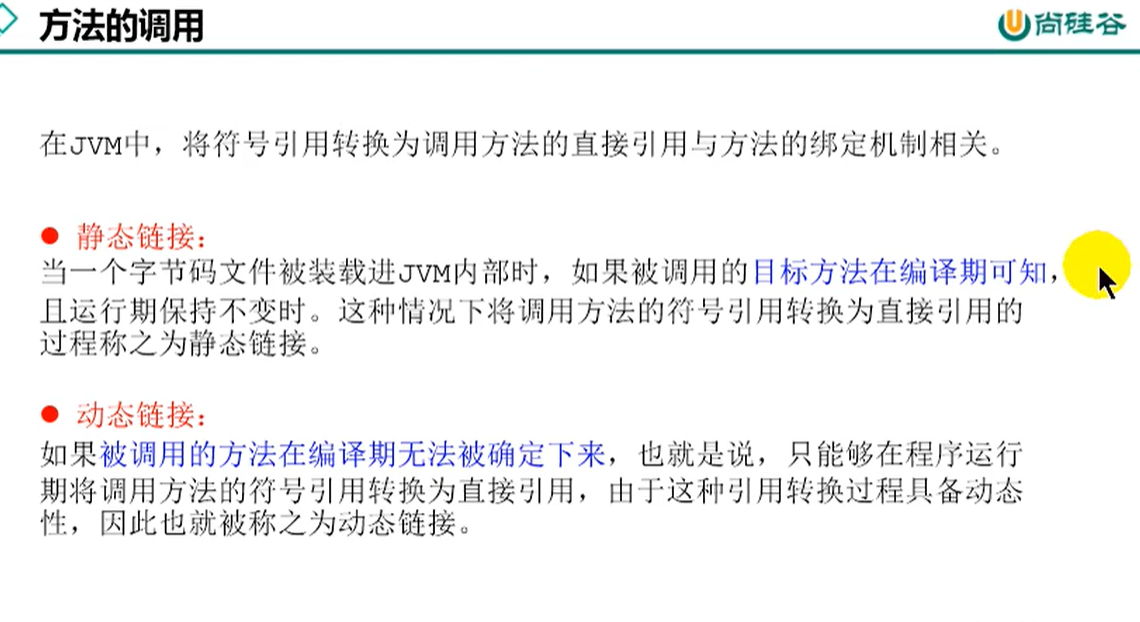 方法的调用
尚硅谷
在JVM中，将符号引用转换为调用方法的直接引用与方法的绑定机制相关。
● 静态链接：
当一个字节码文件被装载进JVM内部时，如果被调用的目标方法在编译期可知，
且运行期保持不变时。这种情况下将调用方法的符号引用转换为直接引用的
过程称之为静态链接。
● 动态链接：
如果被调用的方法在编译期无法被确定下来，也就是说，只能够在程序运行
期将调用方法的符号引用转换为直接引用，由于这种引用转换过程具备动态
性，因此也就被称之为动态链接。